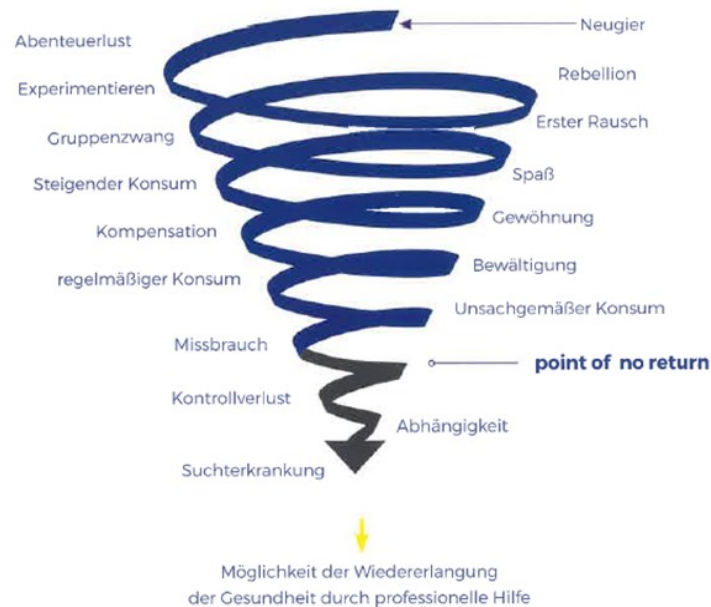 Neugier
Abenteuerlust
Rebellion
Experimentieren
Erster Rausch
Gruppenzwang
Spaß
Steigender Konsum
Gewöhnung
Kompensation
Bewältigung
regelmäßiger Konsum
Unsachgemäßer Konsum
Missbrauch
point of no return
Kontrollverlust
Abhängigkeit
Suchterkrankung
Möglichkeit der Wiedererlangung
der Gesundheit durch professionelle Hilfe